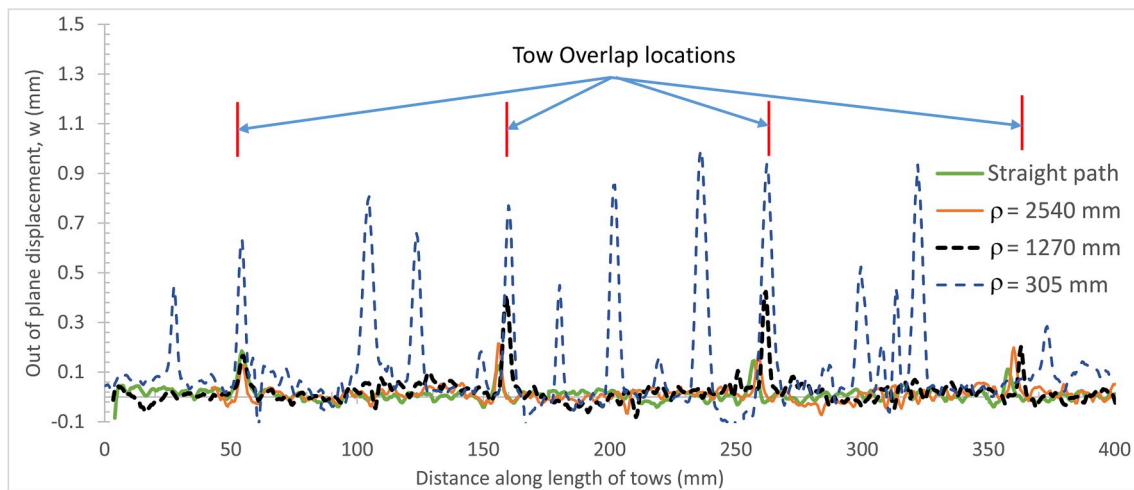 1.5
1.3
1.1
0.9
0.7
0.5
0.3
0.1
-0.1
Out of plane displacement, w (mm)
Tow Overlap locations
Straight path
ρ = 2540 mm
ρ = 1270 mm
ρ = 305 mm
0 50 100 150 200 250 300 350 400
Distance along length of tows (mm)